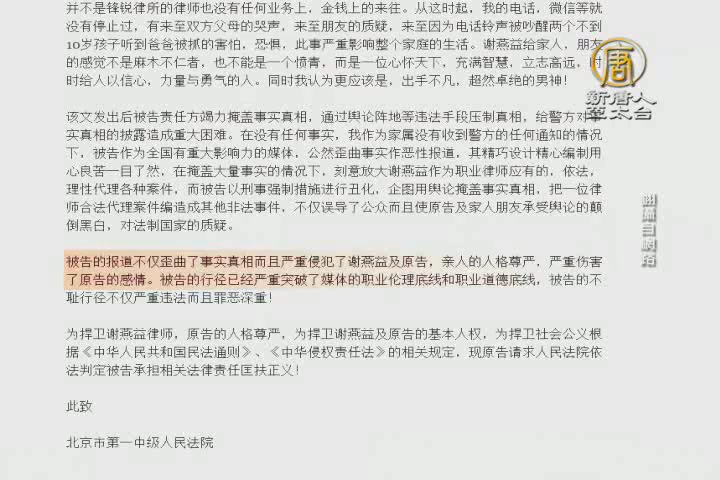 并不是锋锐律所的律师也没有任何业务上，金钱上的来往。从这时起，我的电话，微信等就
没有停止过，有来至双方父母的哭声，来至朋友的质疑，来至因为电话铃声被吵醒两个不到
10岁孩子听到爸爸被抓的害怕，恐惧，此事严重影响整个家庭的生活。谢燕益给家人，朋友
的感觉不是麻木不仁者，也不能是一个愤青，而是一位心怀天下，充满智慧，立志高远，时
时给人以信心，力量与勇气的人。同时我认为更应该是，出手不凡，超然卓绝的男神！
该文发出后被告责任方竭力掩盖事实真相，通过舆论阵地等违法手段压制真相，给警方对事
实真相的披露造成重大困难。在没有任何事实，我作为家属没有收到警方的任何通知的情况
下，被告作为全国有重大影响力的媒体，公然歪曲事实作恶性报道，其精巧设计精心编制用
心良苦一目了然，在掩盖大量事实的情况下，刻意放大谢燕益作为职业律师应有的，依法，
理性代理各种案件，而被告以刑事强制措施进行丑化，企图用舆论掩盖事实真相，把一位律
师合法代理案件编造成其他非法事件，不仅误导了公众而且使原告及家人朋友承受舆论的颠
倒黑白，对法制国家的质疑。
被告的报道不仅歪曲了事实真相而且严重侵犯了谢燕益及原告，亲人的人格尊严，严重伤害
了原告的感情。被告的行径已经严重突破了媒体的职业伦理底线和职业道德底线，被告的不
耻行径不仅严重违法而且罪恶深重！
为捍卫谢燕益律师，原告的人格尊严，为捍卫谢燕益及原告的基本人权，为捍卫社会公义根
据《中华人民共和国民法通则》、《中华侵权责任法》的相关规定，现原告请求人民法院依
法判定被告承担相关法律责任匡扶正义！
此致
北京市第一中级人民法院
唐
新唐人
亚太台
翻攝自網路